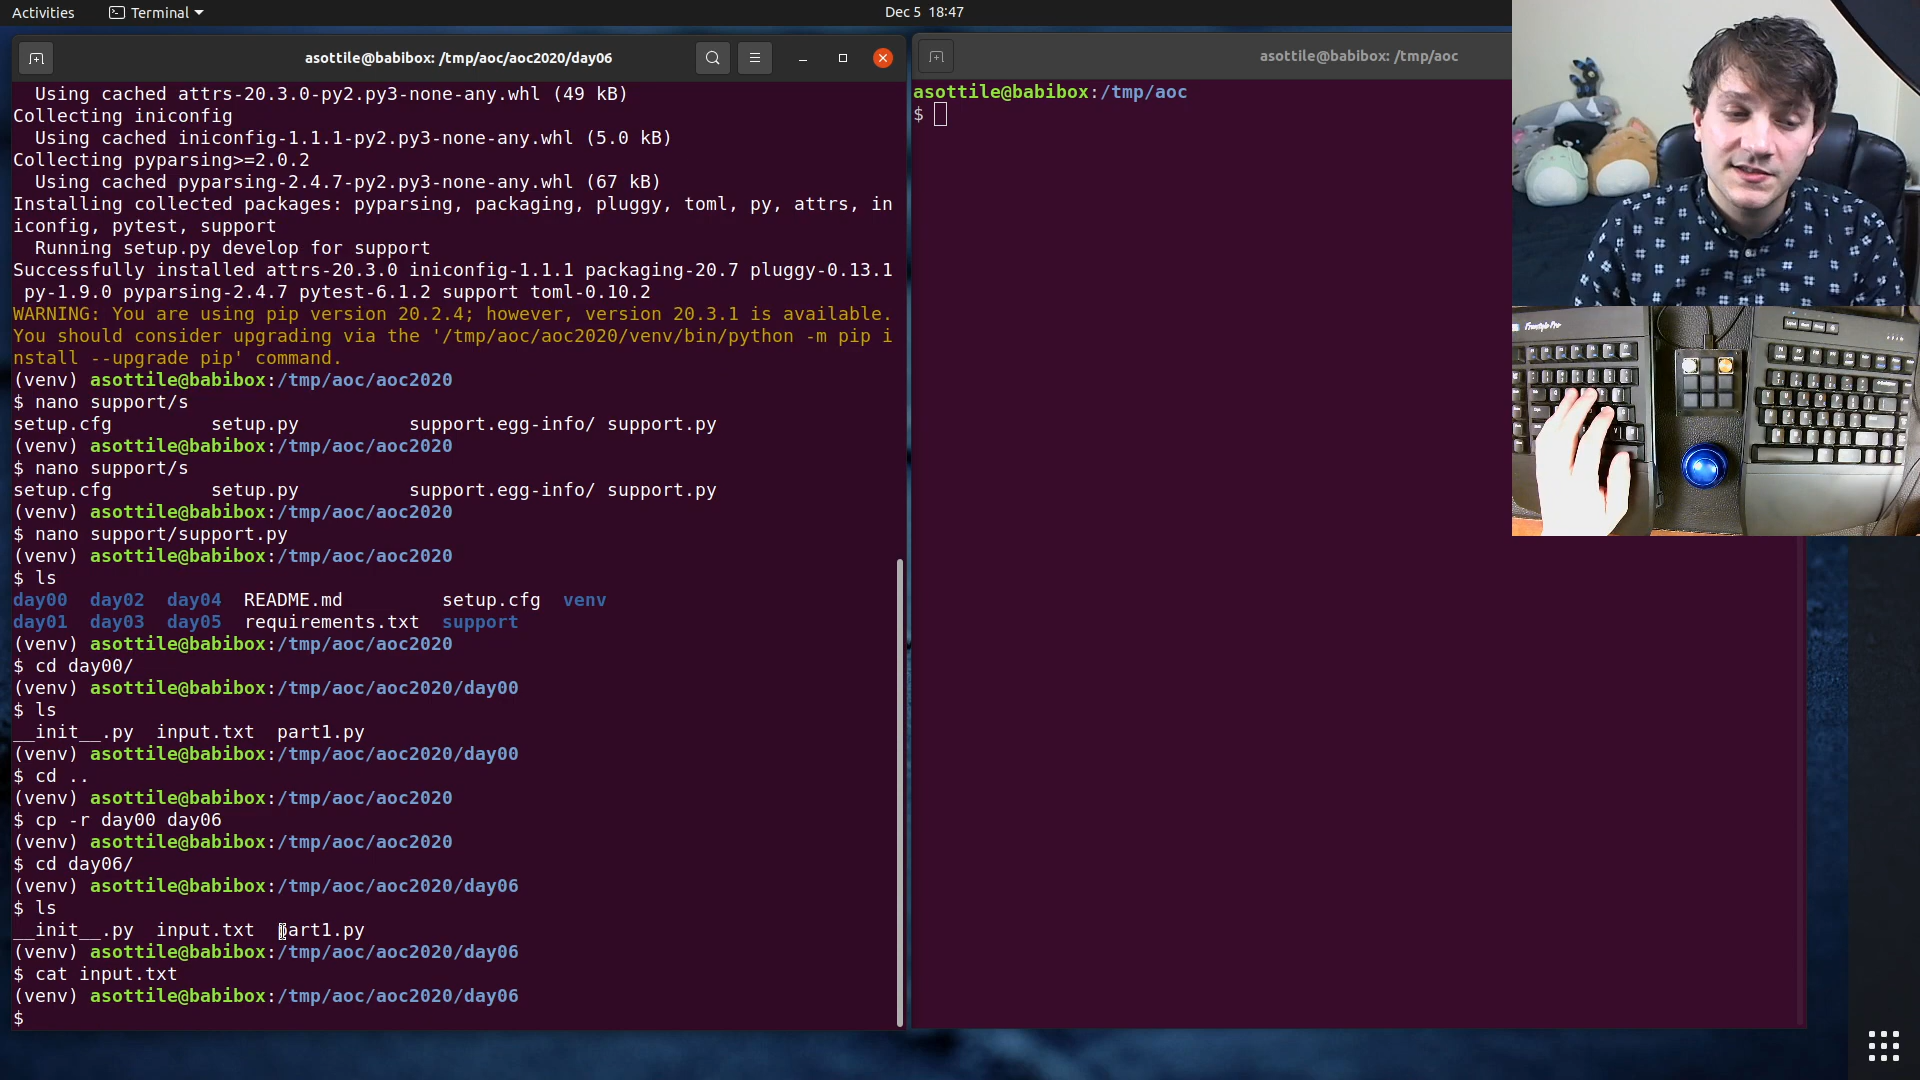 Activities
Terminal
Dec 5 18:47
asottile@babibox: /tmp/aoc/aoc2020/day06
Using cached attrs-20.3.0-py2.py3-none-any.whl (49 kB)
Collecting iniconfig
Using cached iniconfig-1.1.1-py2.py3-none-any.whl (5.0 kB)
Collecting pyparsing>=2.0.2
Using cached pyparsing-2.4.7-py2.py3-none-any.whl (67 kB)
Installing collected packages: pyparsing, packaging, pluggy, toml, py, attrs, in
iconfig, pytest, support
Running setup.py develop for support
Successfully installed attrs-20.3.0 iniconfig-1.1.1 packaging-20.7 pluggy-0.13.1
py-1.9.0 pyparsing-2.4.7 pytest-6.1.2 support toml-0.10.2
WARNING: You are using pip version 20.2.4; however, version 20.3.1 is available.
You should consider upgrading via the '/tmp/aoc/aoc2020/venv/bin/python -m pip i
nstall --upgrade pip' command.
(venv) asottile@babibox:/tmp/aoc/aoc2020
$ nano support/s
setup.cfg setup.py support.egg-info/ support.py
(venv) asottile@babibox:/tmp/aoc/aoc2020
$ nano support/s
setup.cfg setup.py support.egg-info/ support.py
(venv) asottile@babibox:/tmp/aoc/aoc2020
$ nano support/support.py
(venv) asottile@babibox:/tmp/aoc/aoc2020
$ ls
day00 day02 day04 README.md setup.cfg venv
day01 day03 day05 requirements.txt support
(venv) asottile@babibox:/tmp/aoc/aoc2020
$ cd day00/
(venv) asottile@babibox:/tmp/aoc/aoc2020/day00
$ ls
__init__.py input.txt part1.py
(venv) asottile@babibox:/tmp/aoc/aoc2020/day00
$ cd ..
(venv) asottile@babibox:/tmp/aoc/aoc2020
$ cp -r day00 day06
(venv) asottile@babibox:/tmp/aoc/aoc2020
$ cd day06/
(venv) asottile@babibox:/tmp/aoc/aoc2020/day06
$ ls
__init__.py input.txt part1.py
(venv) asottile@babibox:/tmp/aoc/aoc2020/day06
$ cat input.txt
(venv) asottile@babibox:/tmp/aoc/aoc2020/day06
$
asottile@babibox: /tmp/aoc
asottile@babibox:/tmp/aoc
$
Freestyle Pro